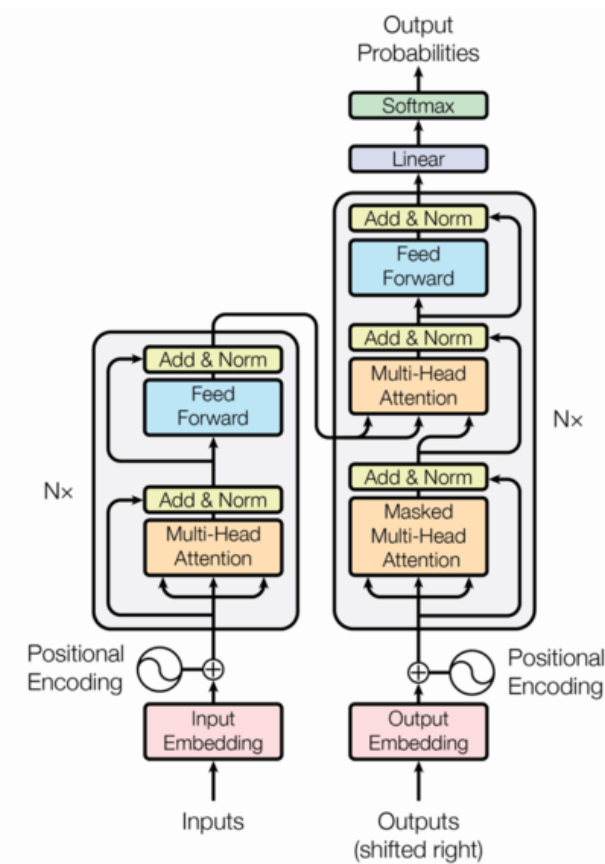 Output
Probabilities
Softmax
Linear
Add & Norm
Feed
Forward
Add & Norm
Multi-Head
Attention
Add & Norm
Masked
Multi-Head
Attention
Nx
Add & Norm
Feed
Forward
Add & Norm
Multi-Head
Attention
Nx
Positional
Encoding
Positional
Encoding
Input
Embedding
Output
Embedding
Inputs
Outputs
(shifted right)